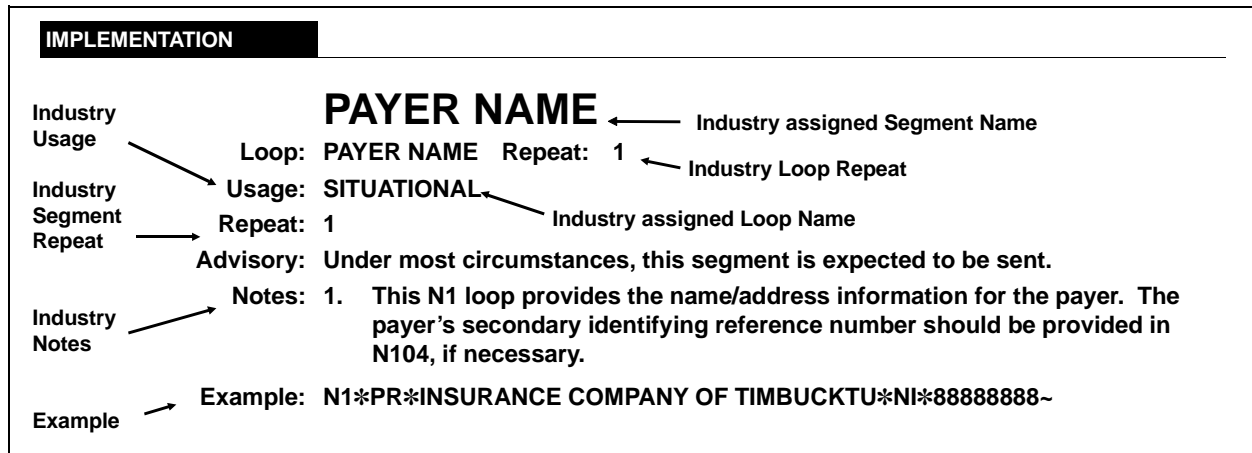 IMPLEMENTATION
PAYER NAME
Industry assigned Segment Name
Industry
Usage
Loop: PAYER NAME Repeat: 1
Industry Loop Repeat
Usage: SITUATIONAL
Industry
Segment
Repeat
Industry assigned Loop Name
Repeat: 1
Advisory: Under most circumstances, this segment is expected to be sent.
Notes: 1. This N1 loop provides the name/address information for the payer. The
payer’s secondary identifying reference number should be provided in
N104, if necessary.
Industry
Notes
Example: N1✽PR✽INSURANCE COMPANY OF TIMBUCKTU✽NI✽88888888~
Example